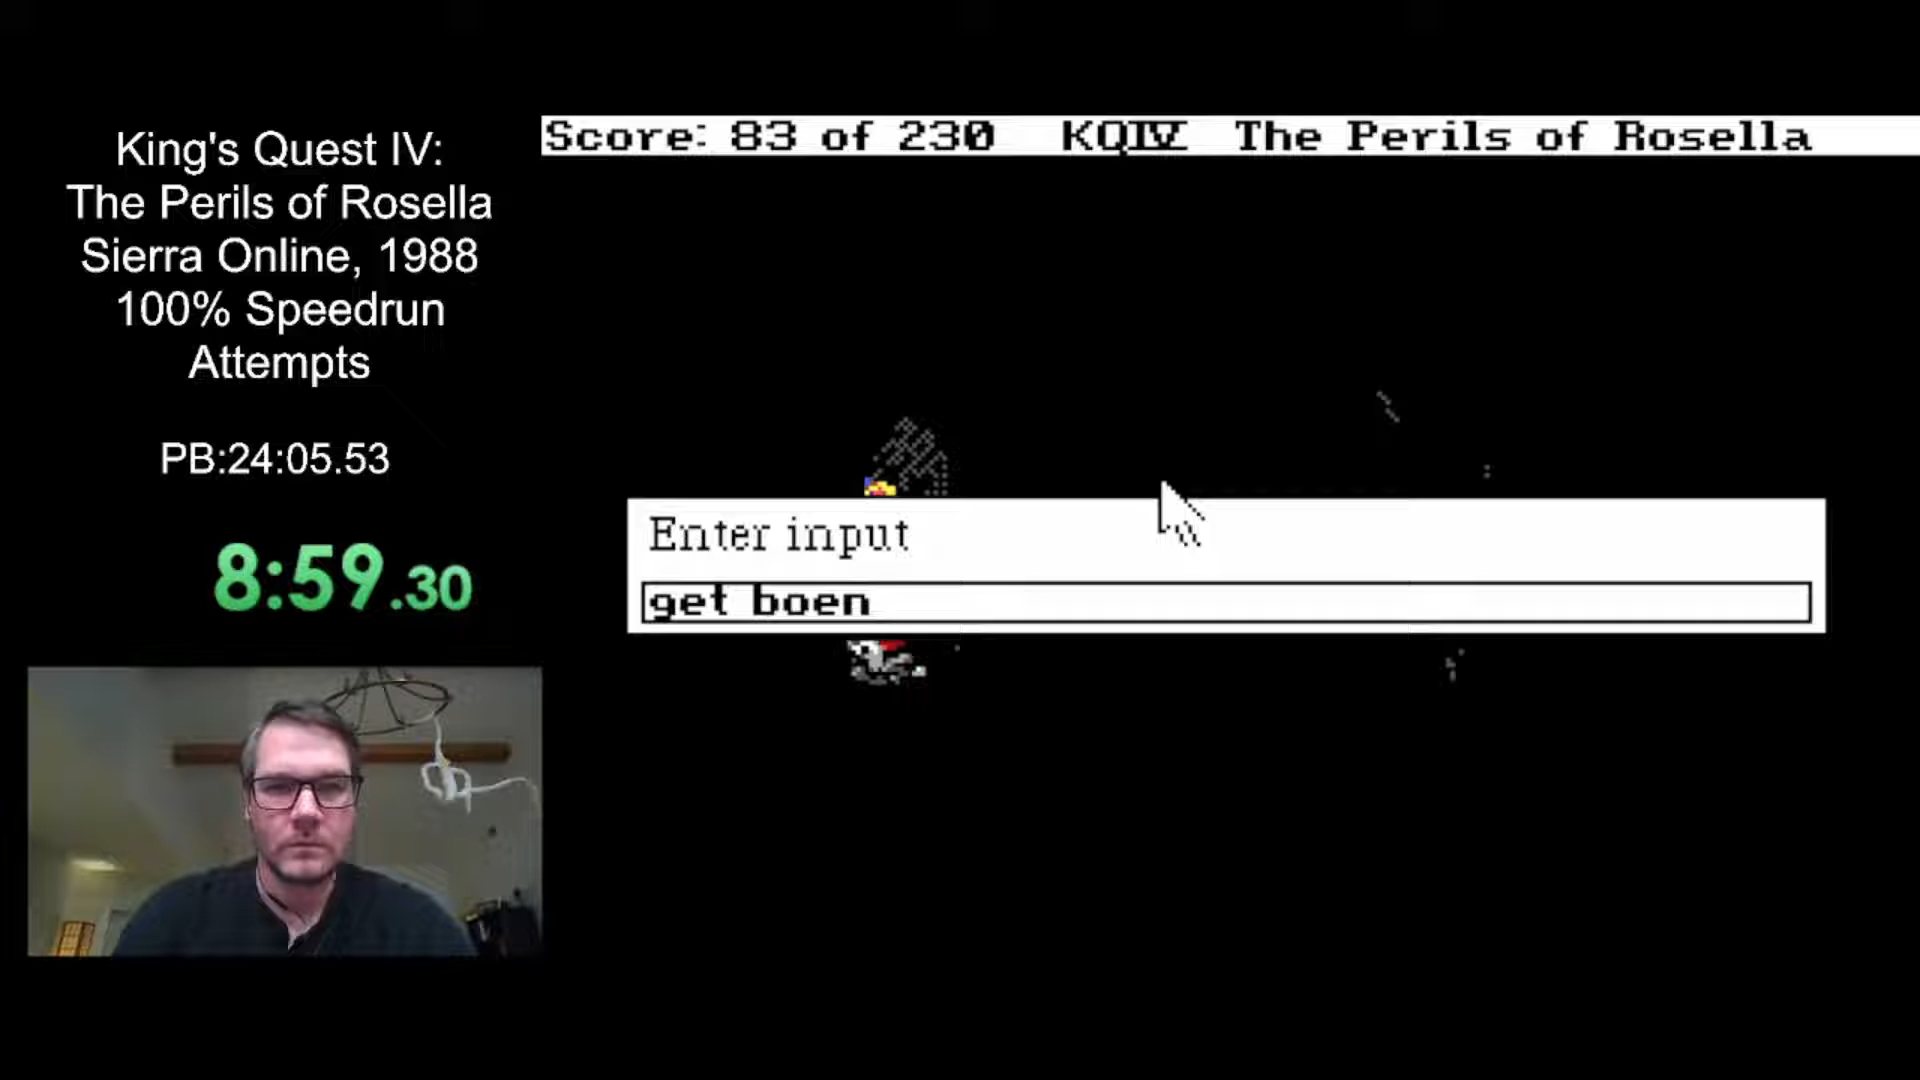 King's Quest IV:
The Perils of Rosella
Sierra Online, 1988
100% Speedrun
Attempts
PB:24:05.53
8:59.30
Score: 83 of 230 KQIV The Perils of Rosella
Enter input
get boen